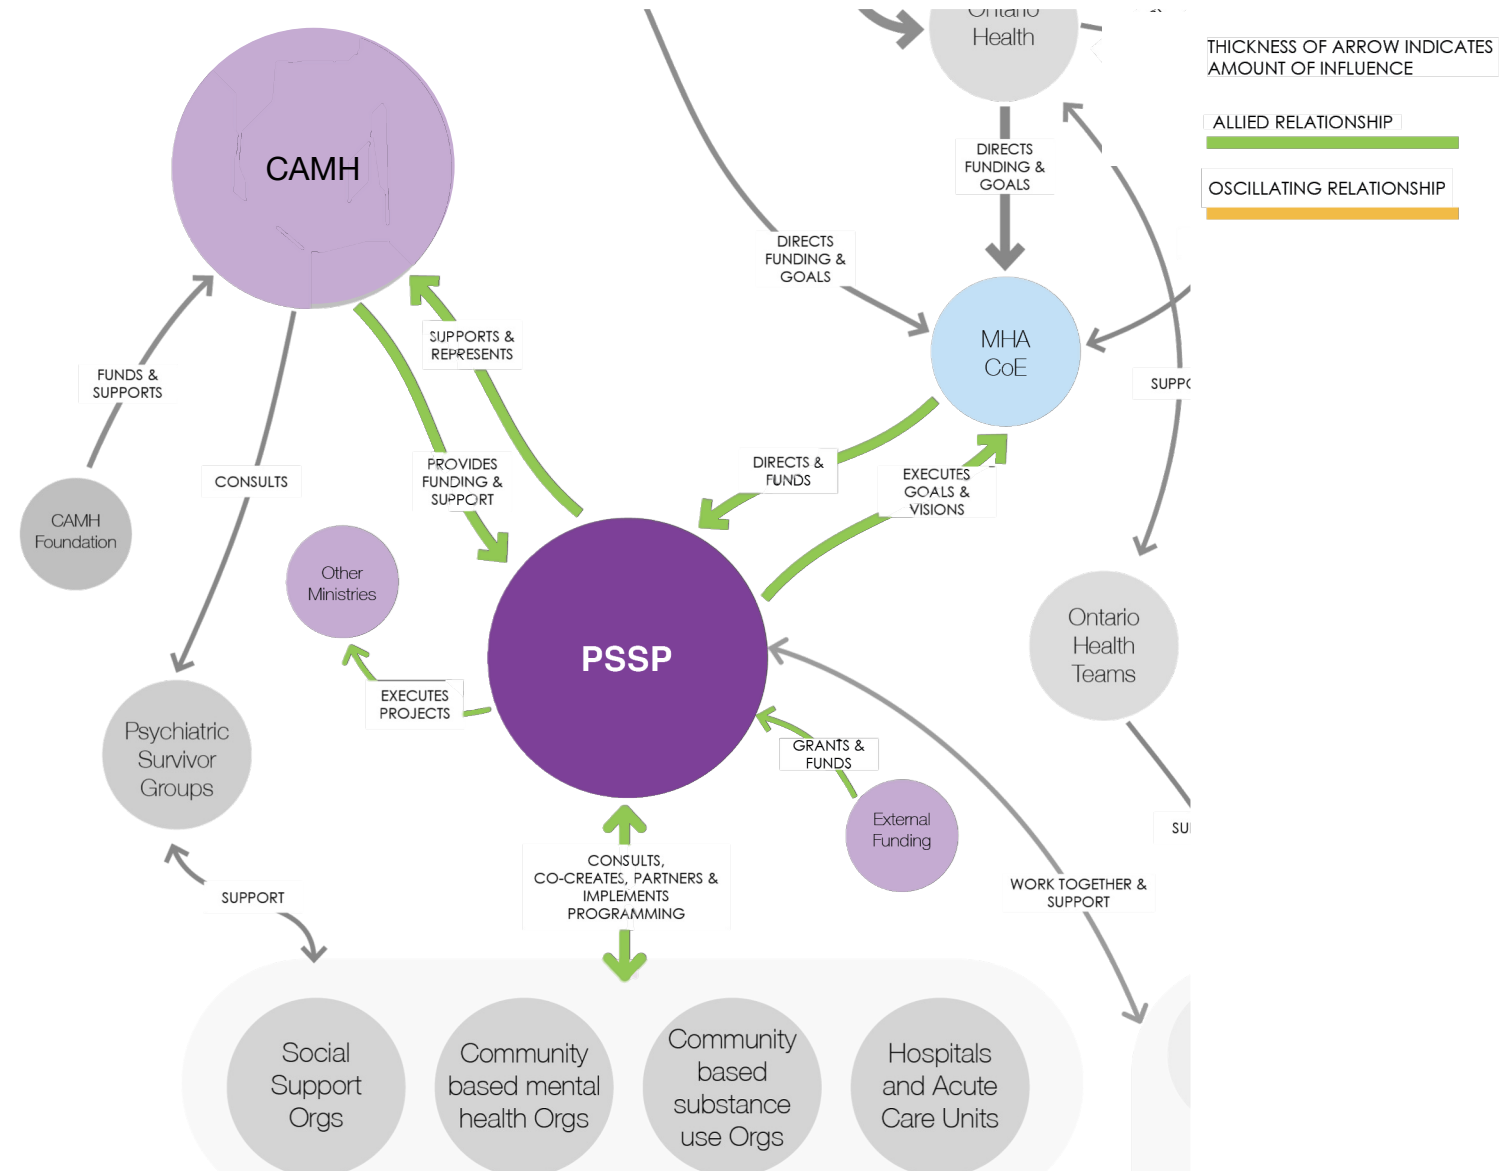 Ontario
Health
THICKNESS OF ARROW INDICATES
AMOUNT OF INFLUENCE
ALLIED RELATIONSHIP
OSCILLATING RELATIONSHIP
CAMH
DIRECTS
FUNDING &
GOALS
DIRECTS
FUNDING &
GOALS
MHA
CoE
SUPPORTS &
REPRESENTS
FUNDS &
SUPPORTS
CONSULTS
PROVIDES
FUNDING &
SUPPORT
DIRECTS &
FUNDS
EXECUTES
GOALS &
VISIONS
CAMH
Foundation
Other
Ministries
PSSP
Ontario
Health
Teams
EXECUTES
PROJECTS
Psychiatric
Survivor
Groups
GRANTS &
FUNDS
External
Funding
CONSULTS,
CO-CREATES, PARTNERS &
IMPLEMENTS
PROGRAMMING
SUPPORT
WORK TOGETHER &
SUPPORT
Social
Support
Orgs
Community
based mental
health Orgs
Community
based
substance
use Orgs
Hospitals
and Acute
Care Units